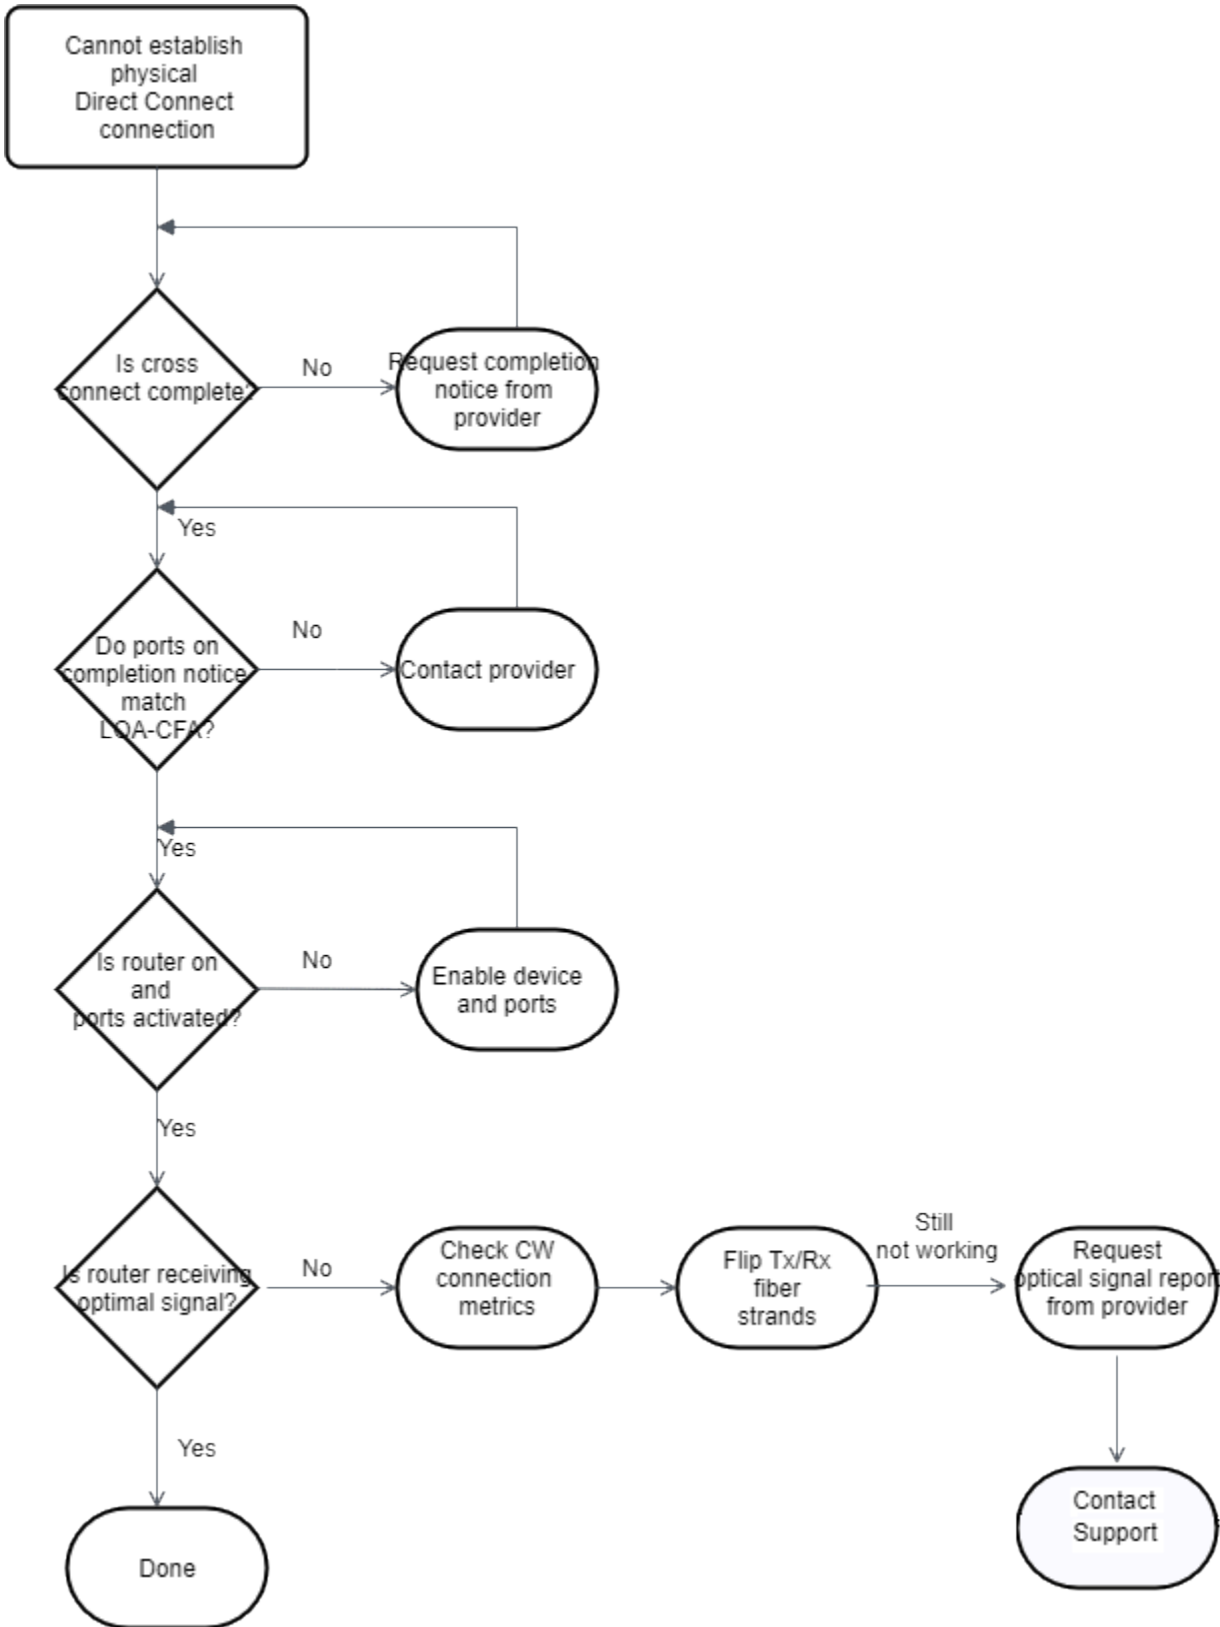 Cannot establish
physical
Direct Connect
connection
Is cross
connect complete?
No
Request completion
notice from
provider
Yes
Do ports on
completion notice
match
LOA-CFA?
No
Contact provider
Yes
Is router on
and
ports activated?
No
Enable device
and ports
Yes
Is router receiving
optimal signal?
No
Check CW
connection
metrics
Flip Tx/Rx
fiber
strands
Still
not working
Request
optical signal report
from provider
Yes
Done
Contact
Support